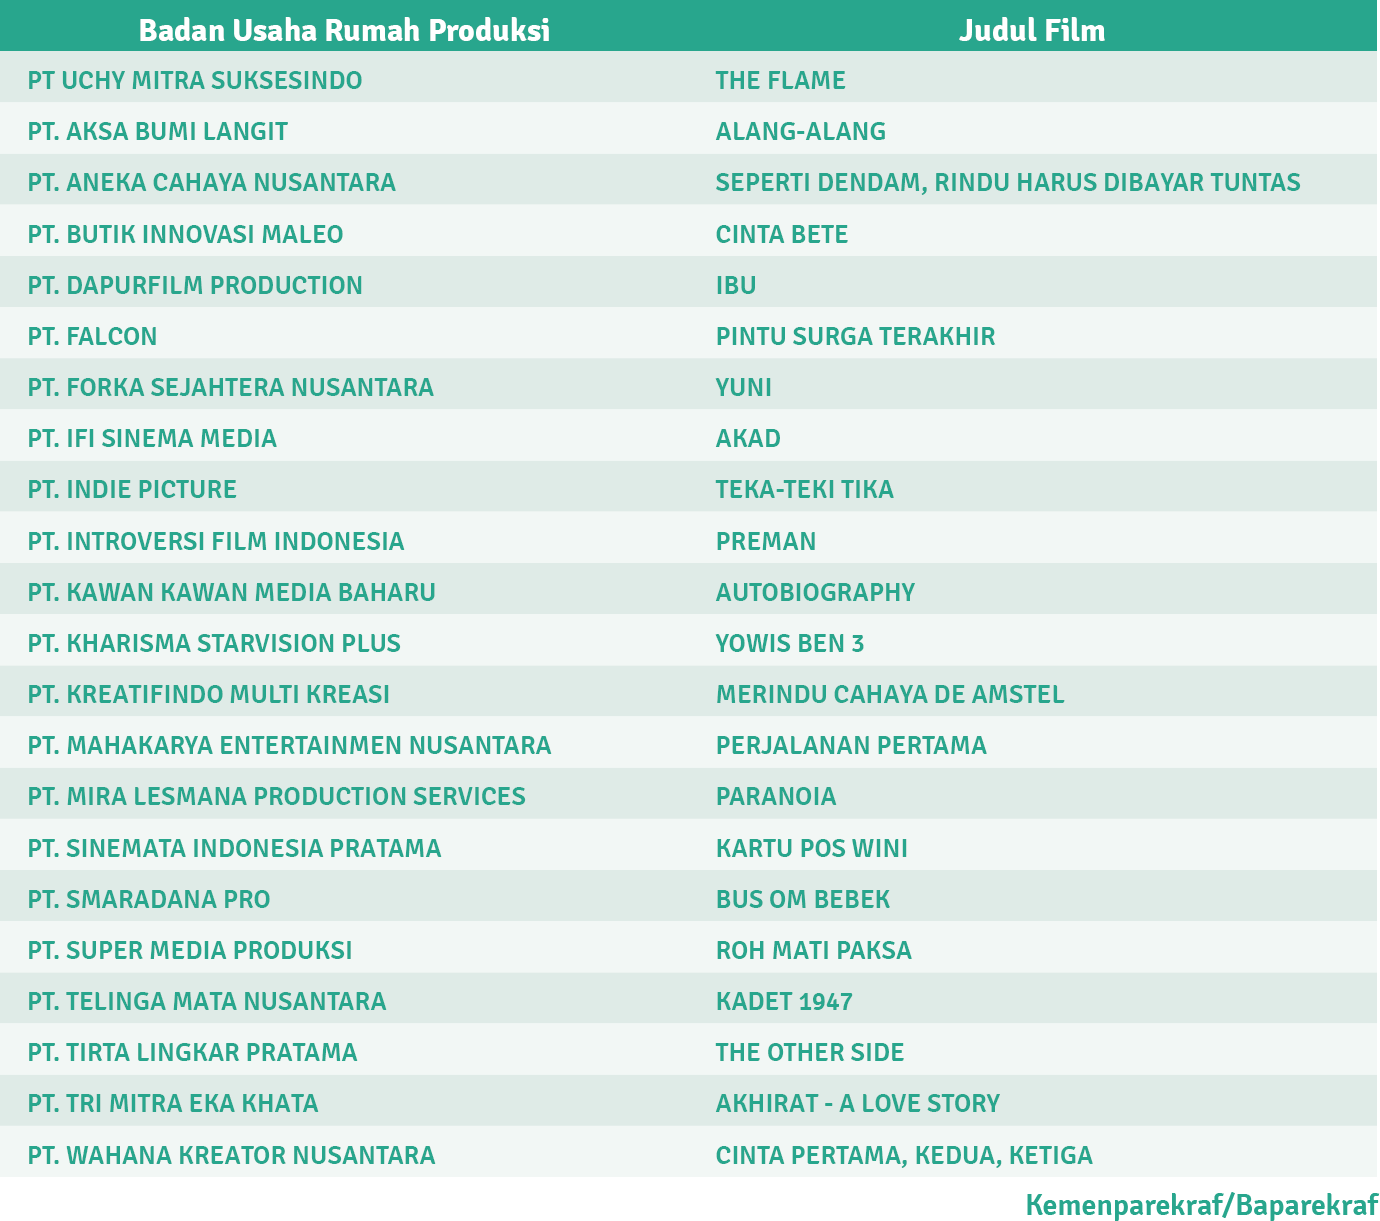 Badan Usaha Rumah Produksi Judul Film
PT UCHY MITRA SUKSESINDO THE FLAME
PT. AKSA BUMI LANGIT ALANG-ALANG
PT. ANEKA CAHAYA NUSANTARA SEPERTI DENDAM, RINDU HARUS DIBAYAR TUNTAS
PT. BUTIK INNOVASI MALEO CINTA BETE
PT. DAPURFILM PRODUCTION IBU
PT. FALCON PINTU SURGA TERAKHIR
PT. FORKA SEJAHTERA NUSANTARA YUNI
PT. IFI SINEMA MEDIA AKAD
PT. INDIE PICTURE TEKA-TEKI TIKA
PT. INTROVERSI FILM INDONESIA PREMAN
PT. KAWAN KAWAN MEDIA BAHARU AUTOBIOGRAPHY
PT. KHARISMA STARVISION PLUS YOWIS BEN 3
PT. KREATIFINDO MULTI KREASI MERINDU CAHAYA DE AMSTEL
PT. MAHAKARYA ENTERTAINMEN NUSANTARA PERJALANAN PERTAMA
PT. MIRA LESMANA PRODUCTION SERVICES PARANOIA
PT. SINEMATA INDONESIA PRATAMA KARTU POS WINI
PT. SMARADANA PRO BUS OM BEBEK
PT. SUPER MEDIA PRODUKSI ROH MATI PAKSA
PT. TELINGA MATA NUSANTARA KADET 1947
PT. TIRTA LINGKAR PRATAMA THE OTHER SIDE
PT. TRI MITRA EKA KHATA AKHIRAT - A LOVE STORY
PT. WAHANA KREATOR NUSANTARA CINTA PERTAMA, KEDUA, KETIGA
Kemenparekraf/Baparekraf